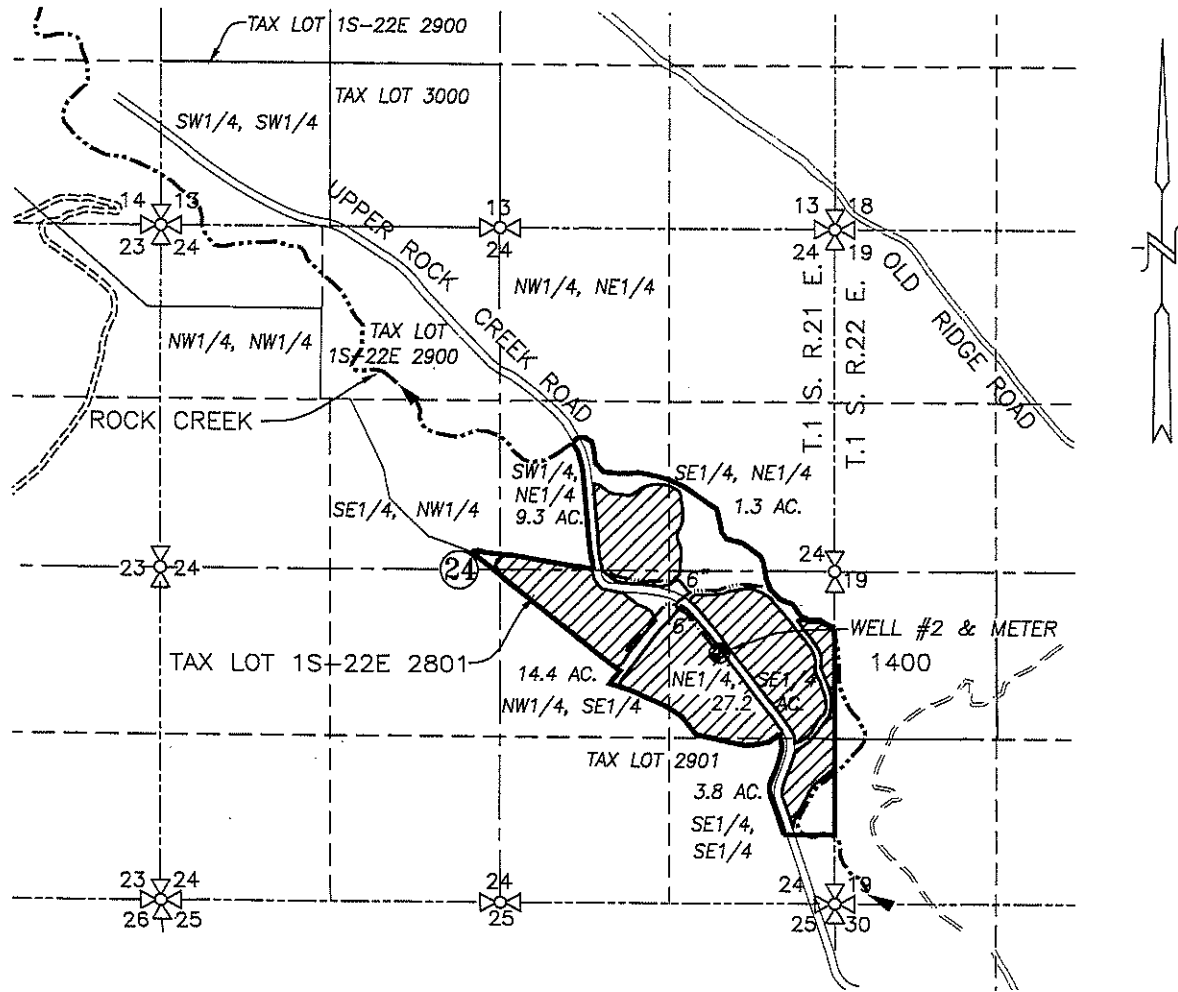 TAX LOT 1S-22E 2900
TAX LOT 3000
SW1/4, SW1/4
14 13
23 24
UPPER ROCK CREEK ROAD
13
24
13 18
24 19
OLD RIDGE ROAD
T.1 S. R.21 E.
T.1 S. R.22 E.
N
NW1/4, NE1/4
NW1/4, NW1/4
TAX LOT
1S-22E 2900
ROCK CREEK
SW1/4,
NE1/4
9.3 AC.
SE1/4, NE1/4
1.3 AC.
SE1/4, NW1/4
23 24
24
24
19
6"
6"
WELL #2 & METER
1400
TAX LOT 1S-22E 2801
14.4 AC.
NW1/4, SE1/4
NE1/4, SE1/4
27.2 AC.
TAX LOT 2901
3.8 AC.
SE1/4,
SE1/4
23 24
26 25
24
25
24 19
25 30